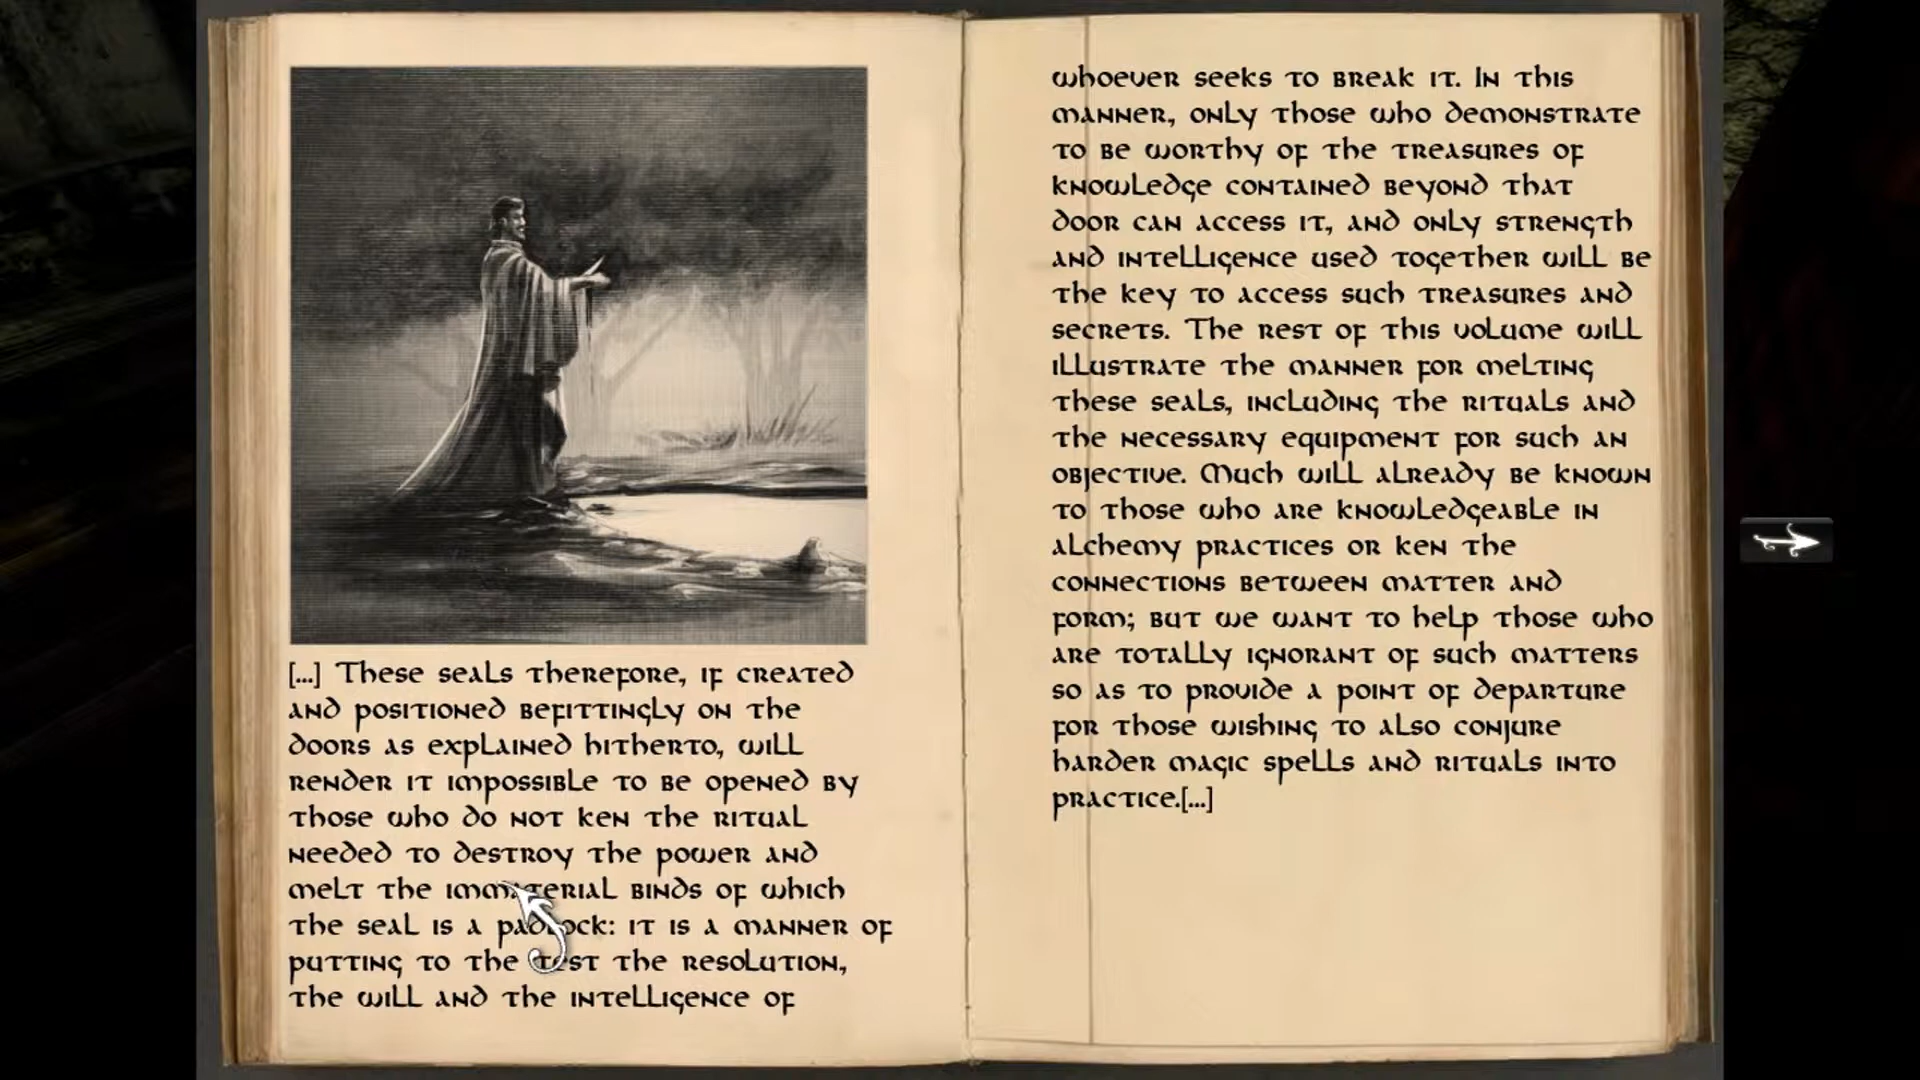 [...] These seals therefore, if created
and positioned befittingly on the
doors as explained hitherto, will
render it impossible to be opened by
those who do not ken the ritual
needed to destroy the power and
melt the immaterial binds of which
the seal is a padlock: it is a manner of
putting to the test the resolution,
the will and the intelligence of
whoever seeks to break it. In this
manner, only those who demonstrate
to be worthy of the treasures of
knowledge contained beyond that
door can access it, and only strength
and intelligence used together will be
the key to access such treasures and
secrets. The rest of this volume will
illustrate the manner for melting
these seals, including the rituals and
the necessary equipment for such an
objective. Much will already be known
to those who are knowledgeable in
alchemy practices or ken the
connections between matter and
form; but we want to help those who
are totally ignorant of such matters
so as to provide a point of departure
for those wishing to also conjure
harder magic spells and rituals into
practice.[...]